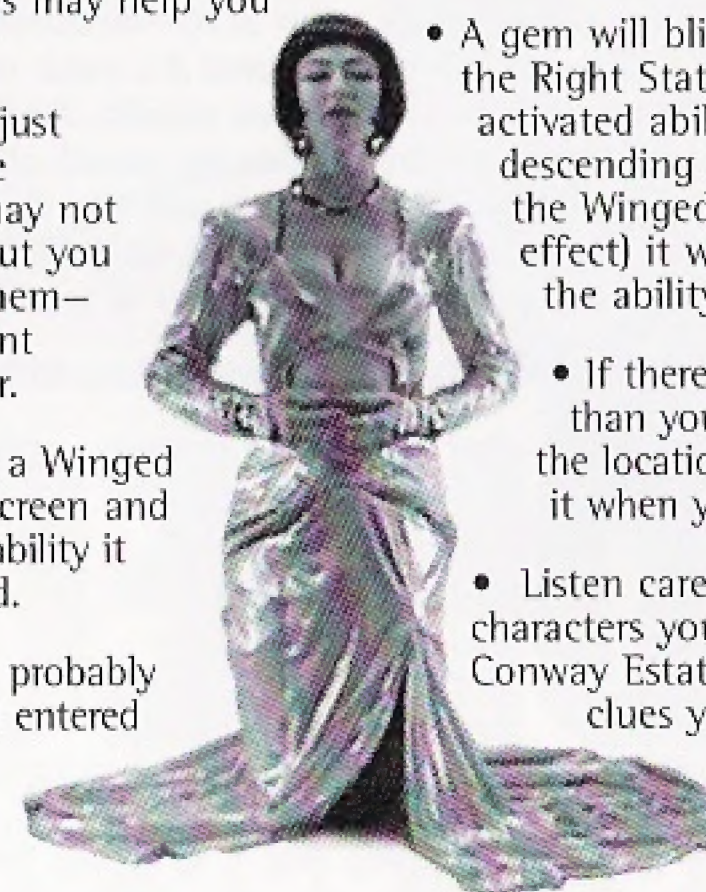 s may help you
just
e
may not
ut you
hem–
nt
r.
a Winged
creen and
ability it
d.
probably
entered
• A gem will bli
the Right Stat
activated abil
descending
the Winged
effect) it w
the ability
• If there
than you
the locatio
it when y
• Listen care
characters you
Conway Estat
clues y